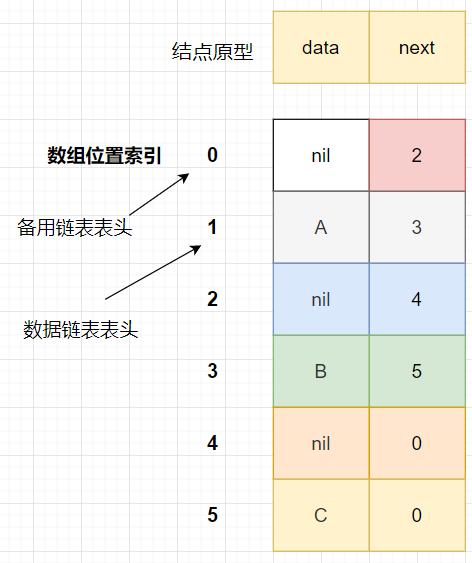 结点原型 data next
数组位置索引 0 nil 2
备用链表表头
1 A 3
2 nil 4
数据链表表头
3 B 5
4 nil 0
5 C 0